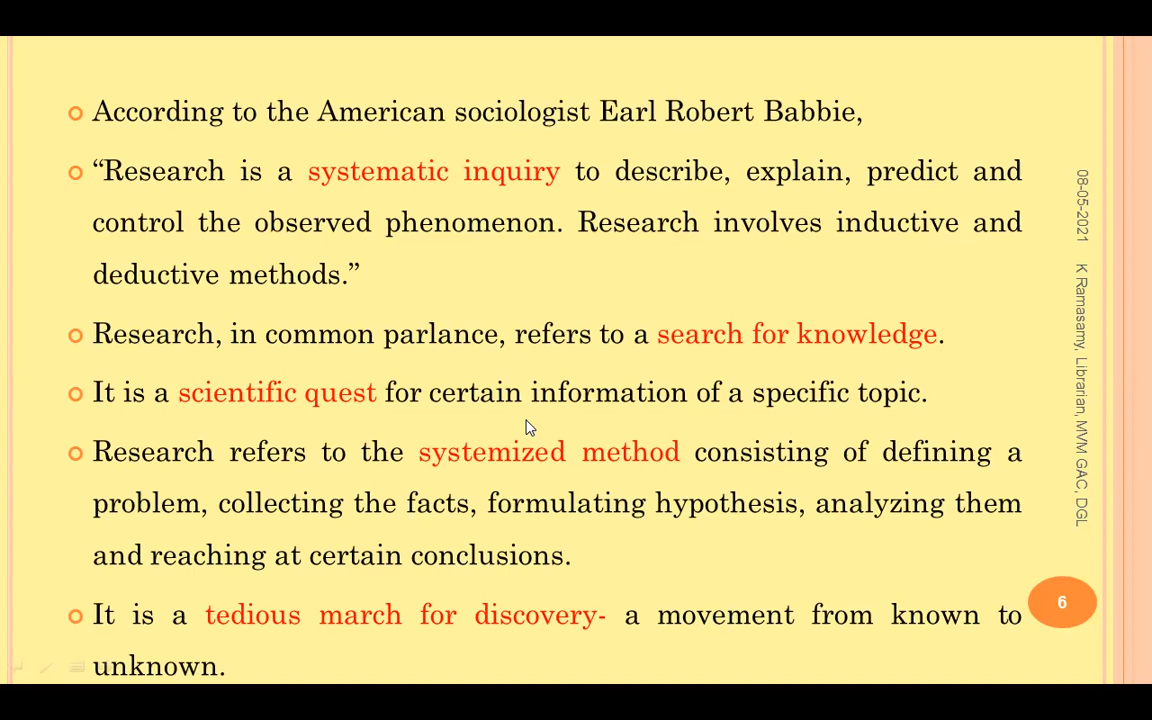 According to the American sociologist Earl Robert Babbie,
“Research is a systematic inquiry to describe, explain, predict and
control the observed phenomenon. Research involves inductive and
deductive methods.”
Research, in common parlance, refers to a search for knowledge.
It is a scientific quest for certain information of a specific topic.
Research refers to the systemized method consisting of defining a
problem, collecting the facts, formulating hypothesis, analyzing them
and reaching at certain conclusions.
It is a tedious march for discovery- a movement from known to
unknown.
08-05-2021 K Ramasamy, Librarian, MVM GAC, DGL
6